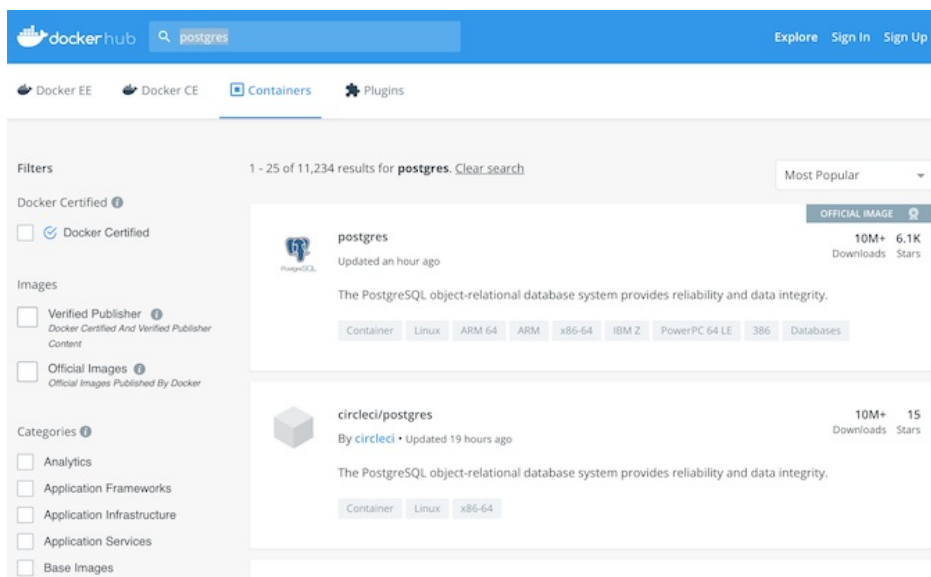 dockerhub postgres Explore Sign In Sign Up
Docker EE Docker CE Containers Plugins
Filters
1 - 25 of 11,234 results for postgres. Clear search
Most Popular
Docker Certified
Docker Certified
Images
Verified Publisher
Docker Certified And Verified Publisher
Content
Official Images
Official Images Published By Docker
Categories
Analytics
Application Frameworks
Application Infrastructure
Application Services
Base Images
OFFICIAL IMAGE
PostgreSQL
postgres
Updated an hour ago
10M+ 6.1K
Downloads Stars
The PostgreSQL object-relational database system provides reliability and data integrity.
Container Linux ARM 64 ARM x86-64 IBM Z PowerPC 64 LE 386 Databases
circleci/postgres
By circleci • Updated 19 hours ago
10M+ 15
Downloads Stars
The PostgreSQL object-relational database system provides reliability and data integrity.
Container Linux x86-64